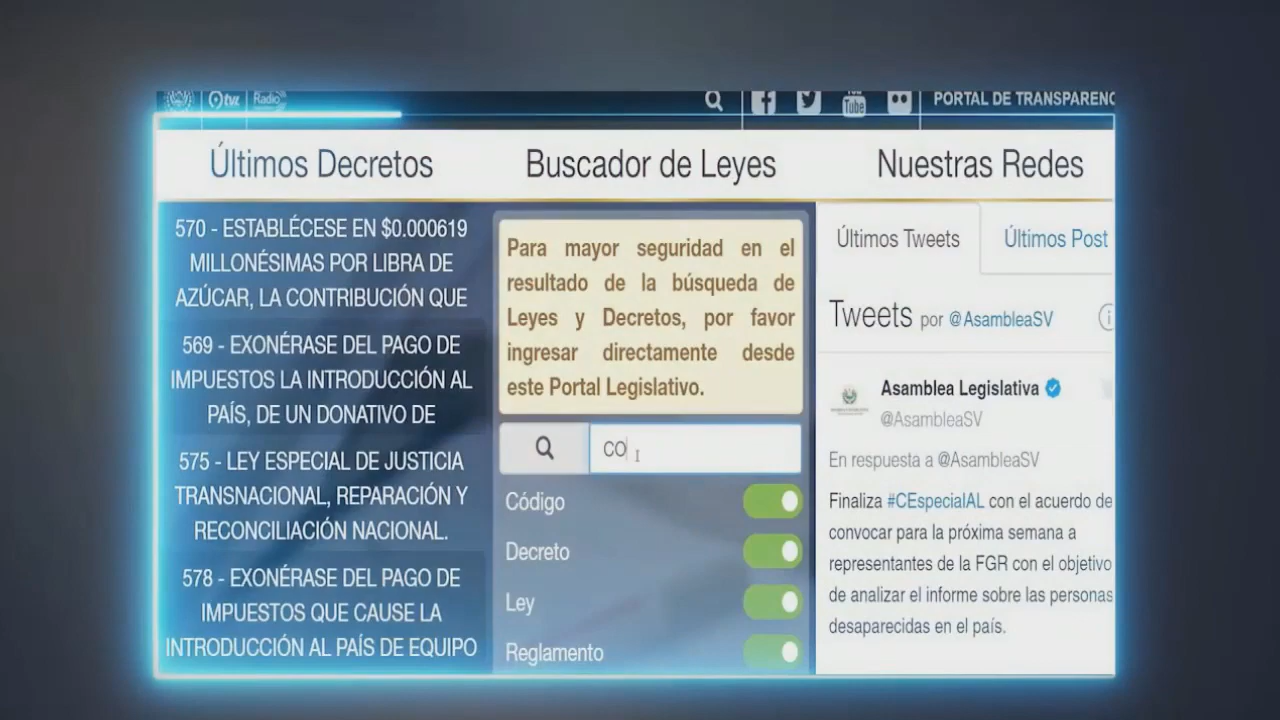 tvL
Radio
You
Tube
PORTAL DE TRANSPARENC
Últimos Decretos
570 - ESTABLÉCESE EN $0.000619
MILLONÉSIMAS POR LIBRA DE
AZÚCAR, LA CONTRIBUCIÓN QUE
569 - EXONÉRASE DEL PAGO DE
IMPUESTOS LA INTRODUCCIÓN AL
PAÍS, DE UN DONATIVO DE
575 - LEY ESPECIAL DE JUSTICIA
TRANSNACIONAL, REPARACIÓN Y
RECONCILIACIÓN NACIONAL.
578 - EXONÉRASE DEL PAGO DE
IMPUESTOS QUE CAUSE LA
INTRODUCCIÓN AL PAÍS DE EQUIPO
Buscador de Leyes
Para mayor seguridad en el
resultado de la búsqueda de
Leyes y Decretos, por favor
ingresar directamente desde
este Portal Legislativo.
CO
Código
Decreto
Ley
Reglamento
Nuestras Redes
Últimos Tweets
Últimos Post
Tweets por @AsambleaSV
Asamblea Legislativa
@AsambleaSV
En respuesta a @AsambleaSV
Finaliza #CEspecialAL con el acuerdo de
convocar para la próxima semana a
representantes de la FGR con el objetivo
de analizar el informe sobre las personas
desaparecidas en el país.